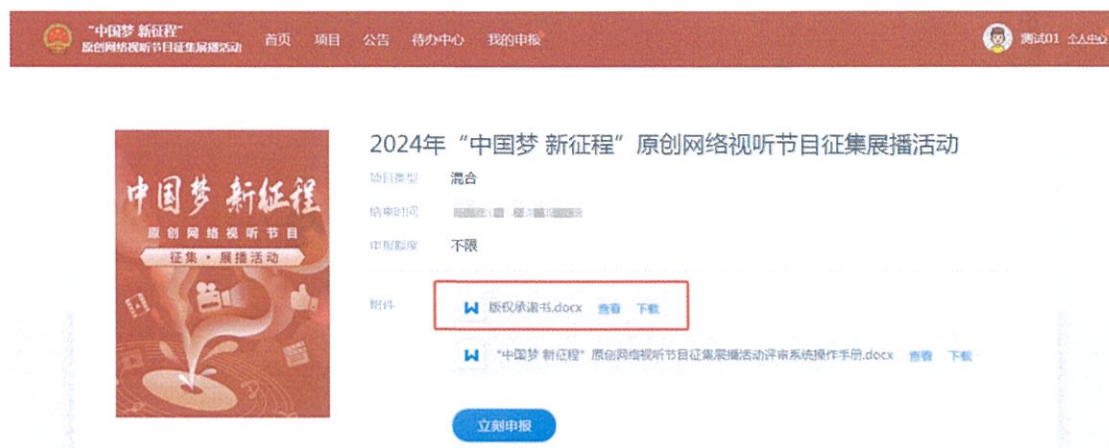 “中国梦 新征程”
原创网络视听节目征集展播活动
首页 项目 公告 待办中心 我的申报
测试01 个人中心
中国梦 新征程
原创网络视听节目
征集·展播活动
2024年“中国梦 新征程”原创网络视听节目征集展播活动
项目类型 混合
结束时间
申报额度 不限
附件 版权承诺书.docx 查看 下载
“中国梦 新征程”原创网络视听节目征集展播活动评审系统操作手册.docx 查看 下载
立刻申报